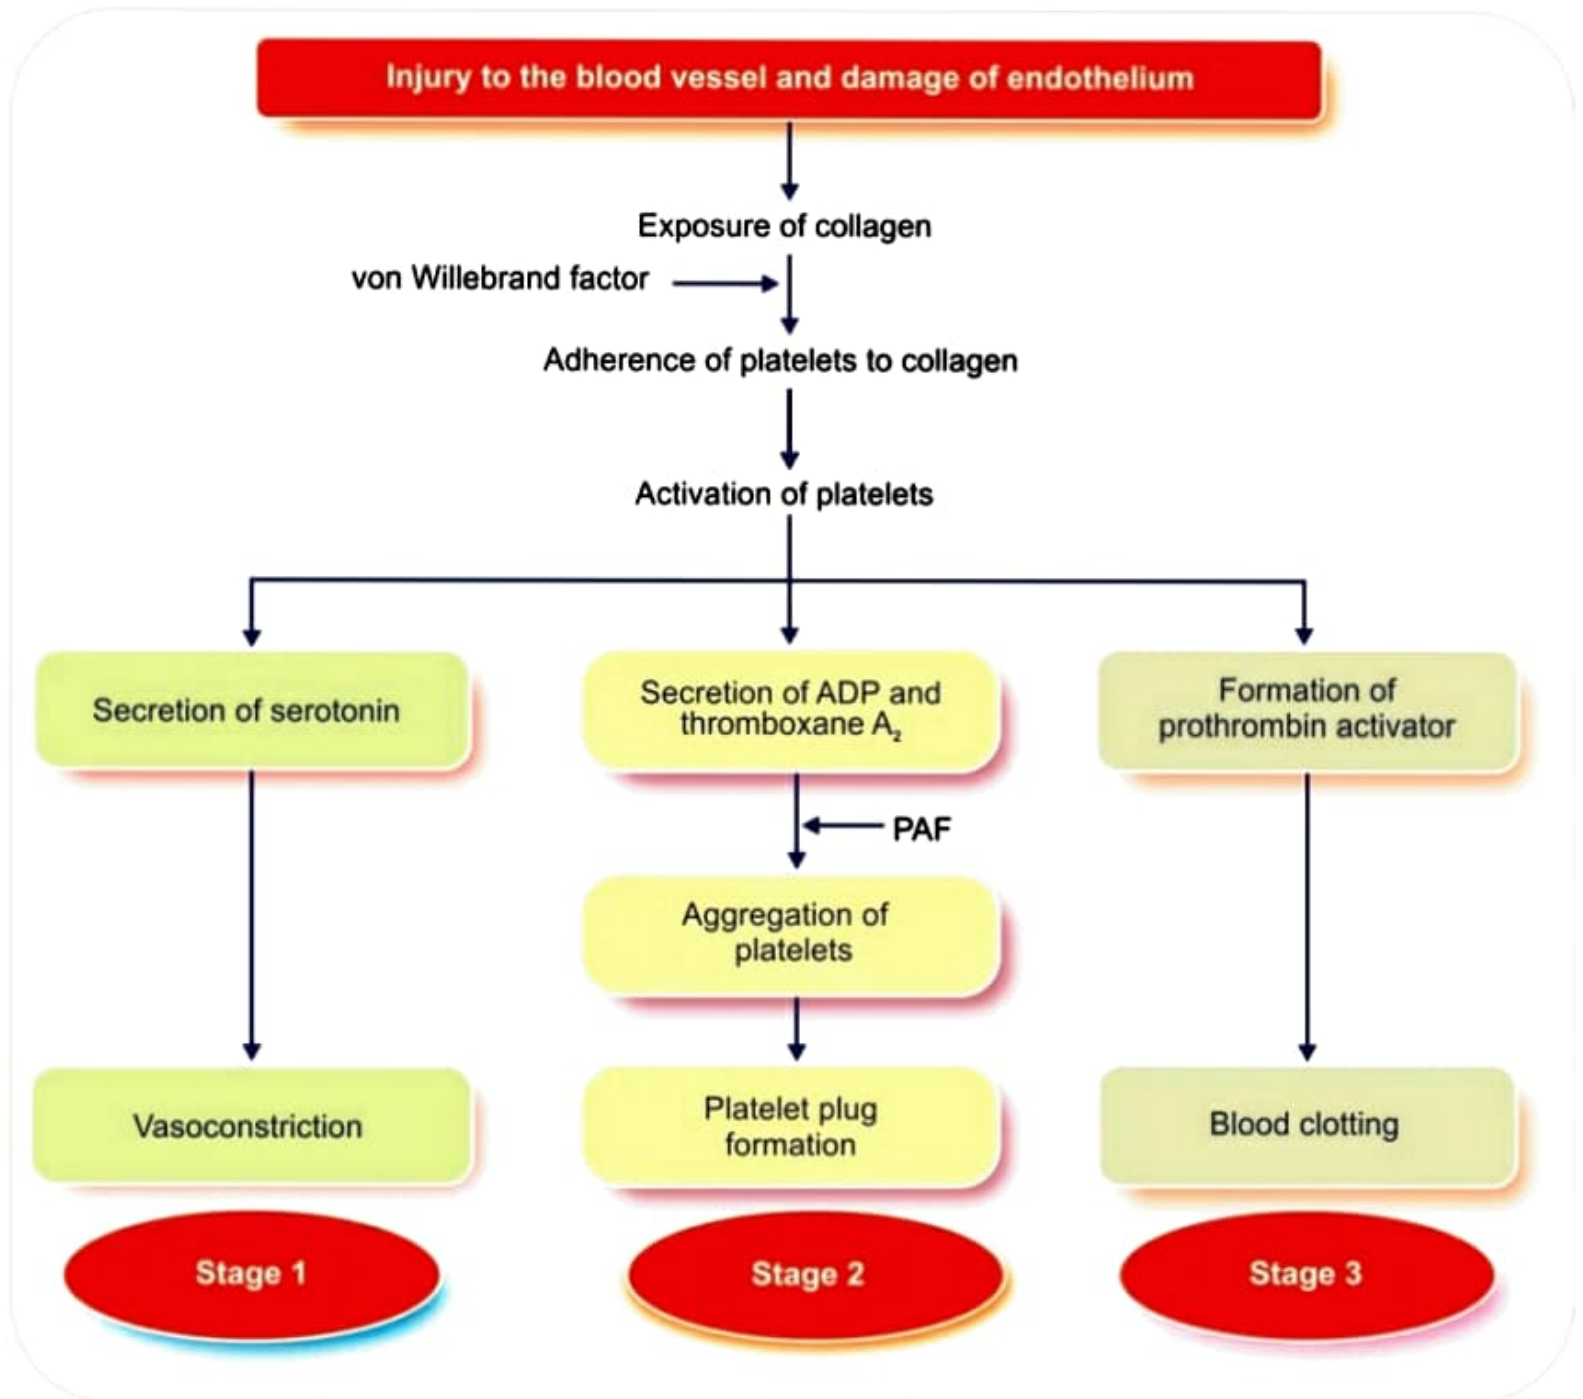 Injury to the blood vessel and damage of endothelium
Exposure of collagen
von Willebrand factor
Adherence of platelets to collagen
Activation of platelets
Secretion of serotonin
Secretion of ADP and
thromboxane A₂
Formation of
prothrombin activator
PAF
Aggregation of
platelets
Vasoconstriction
Platelet plug
formation
Blood clotting
Stage 1
Stage 2
Stage 3